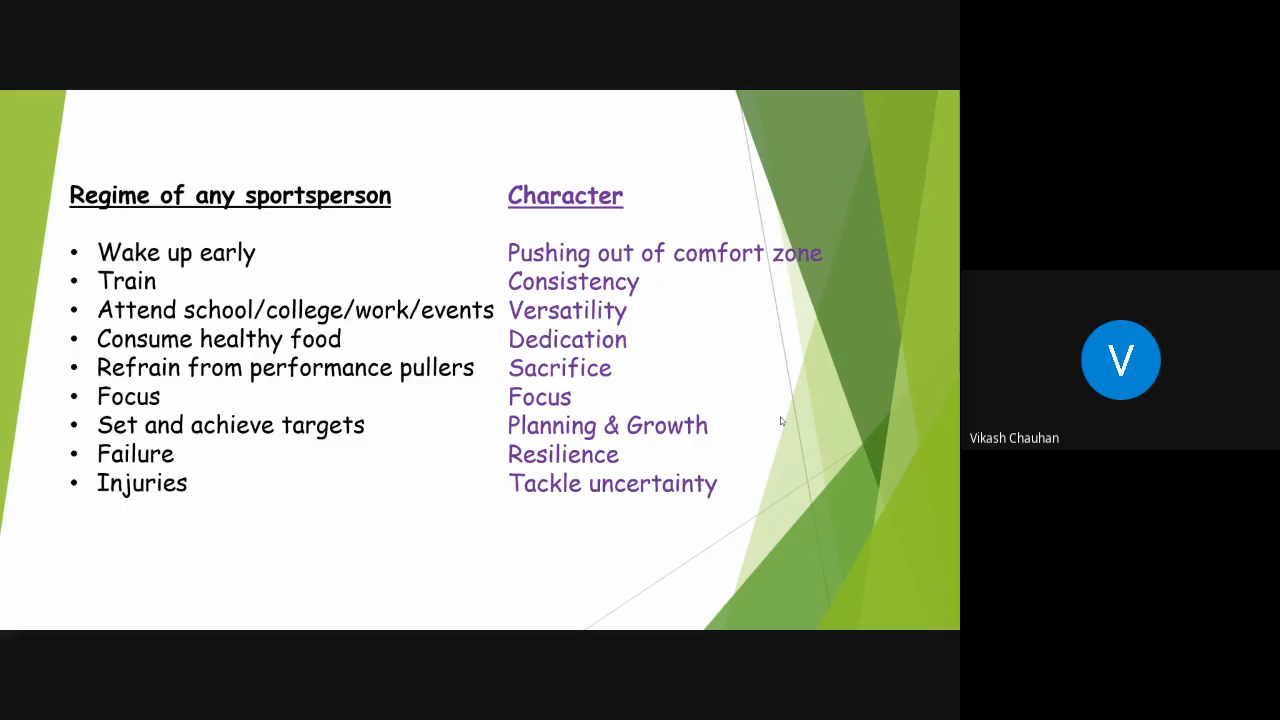 Regime of any sportsperson
• Wake up early
• Train
• Attend school/college/work/events
• Consume healthy food
• Refrain from performance pullers
• Focus
• Set and achieve targets
• Failure
• Injuries
Character
Pushing out of comfort zone
Consistency
Versatility
Dedication
Sacrifice
Focus
Planning & Growth
Resilience
Tackle uncertainty
V
Vikash Chauhan